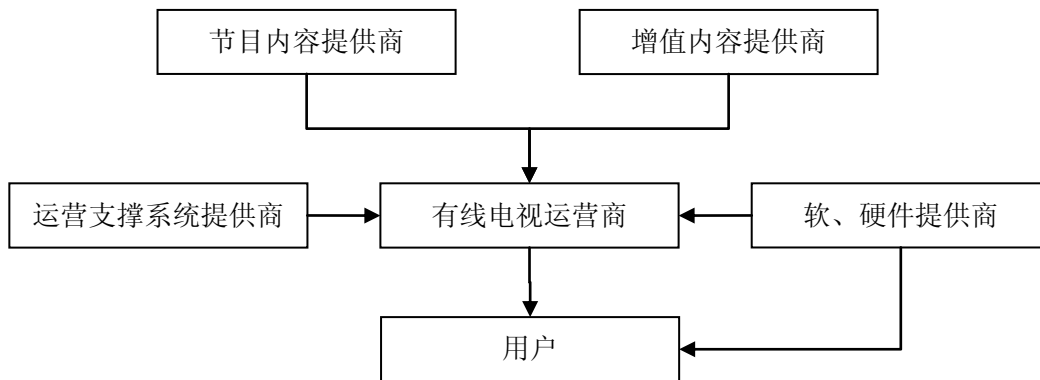 节目内容提供商
增值内容提供商
运营支撑系统提供商
有线电视运营商
软、硬件提供商
用户